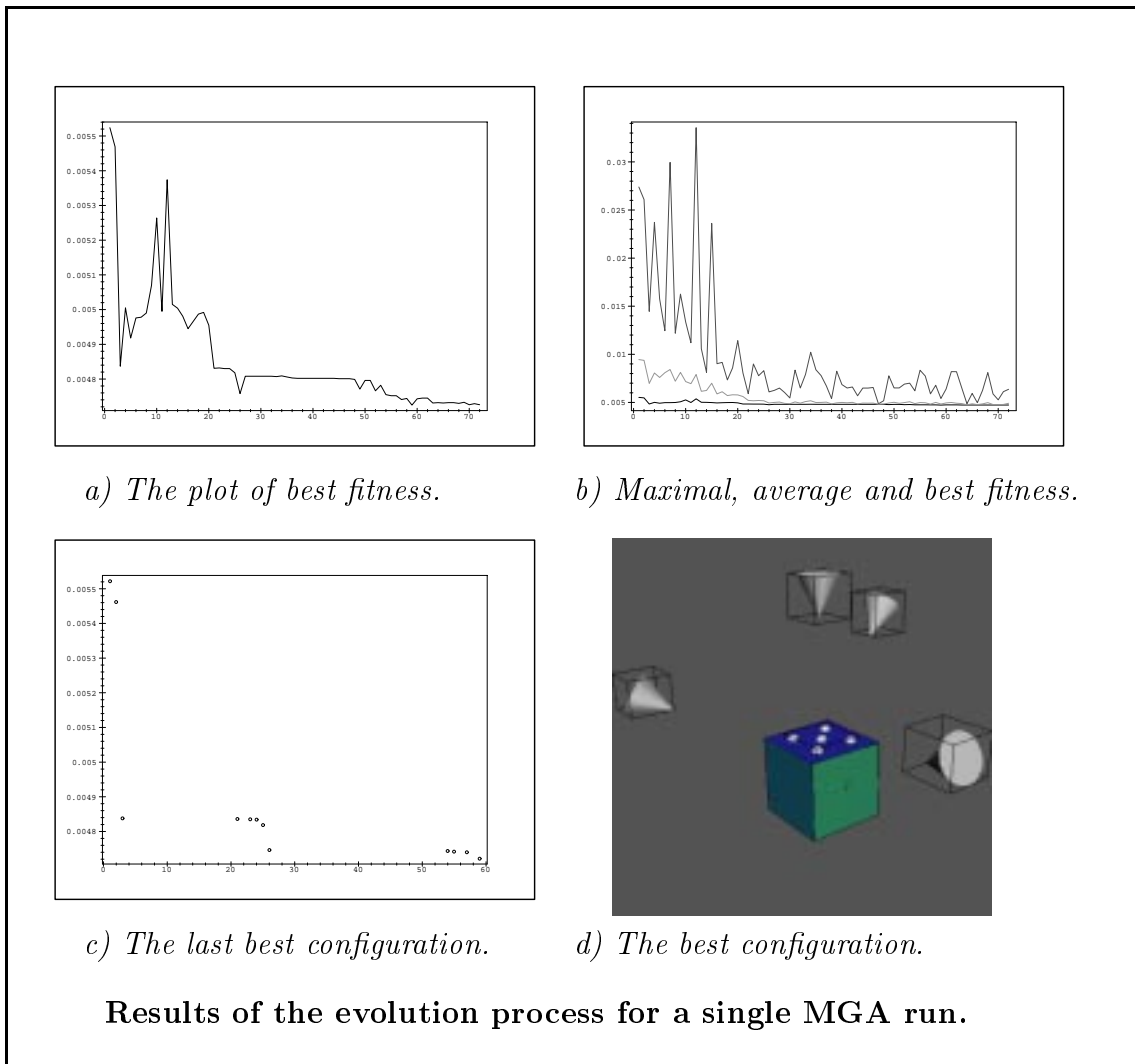 0.0055
0.0054
0.0053
0.0052
0.0051
0.005
0.0049
0.0048
0 10 20 30 40 50 60 70
0.03
0.025
0.02
0.015
0.01
0.005
0 10 20 30 40 50 60 70
a) The plot of best fitness.
b) Maximal, average and best fitness.
0.0055
0.0054
0.0053
0.0052
0.0051
0.005
0.0049
0.0048
0 10 20 30 40 50 60
c) The last best configuration.
d) The best configuration.
Results of the evolution process for a single MGA run.